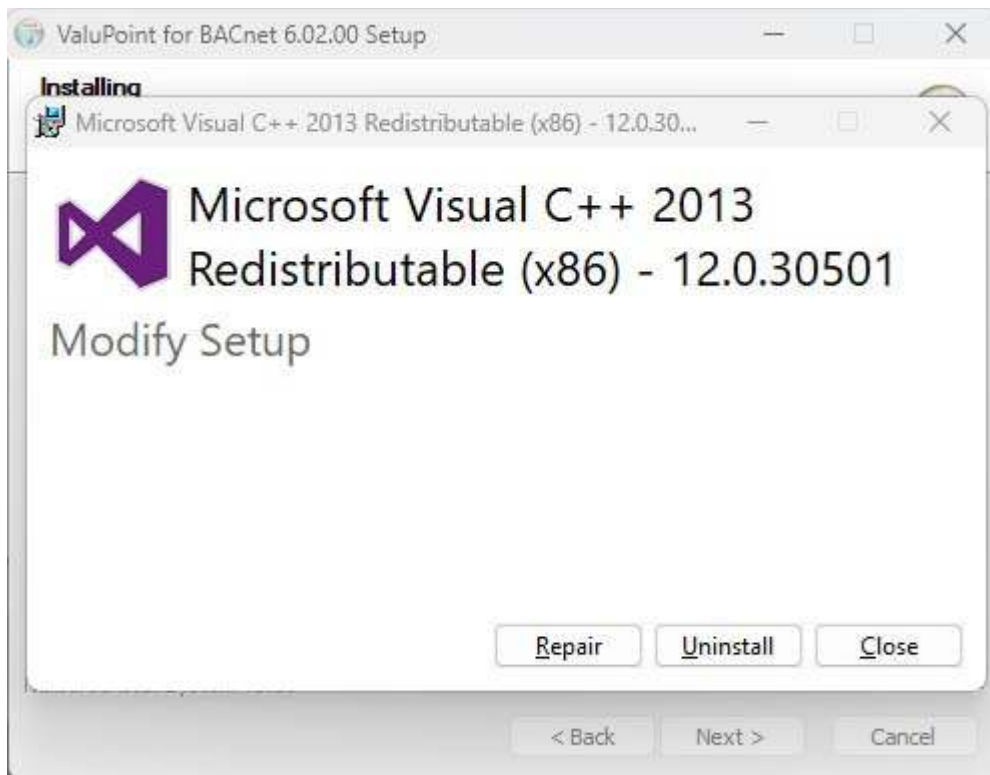 ValuPoint for BACnet 6.02.00 Setup
Installing
Microsoft Visual C++ 2013 Redistributable (x86) - 12.0.30...
Microsoft Visual C++ 2013
Redistributable (x86) - 12.0.30501
Modify Setup
Repair Uninstall Close
< Back Next > Cancel